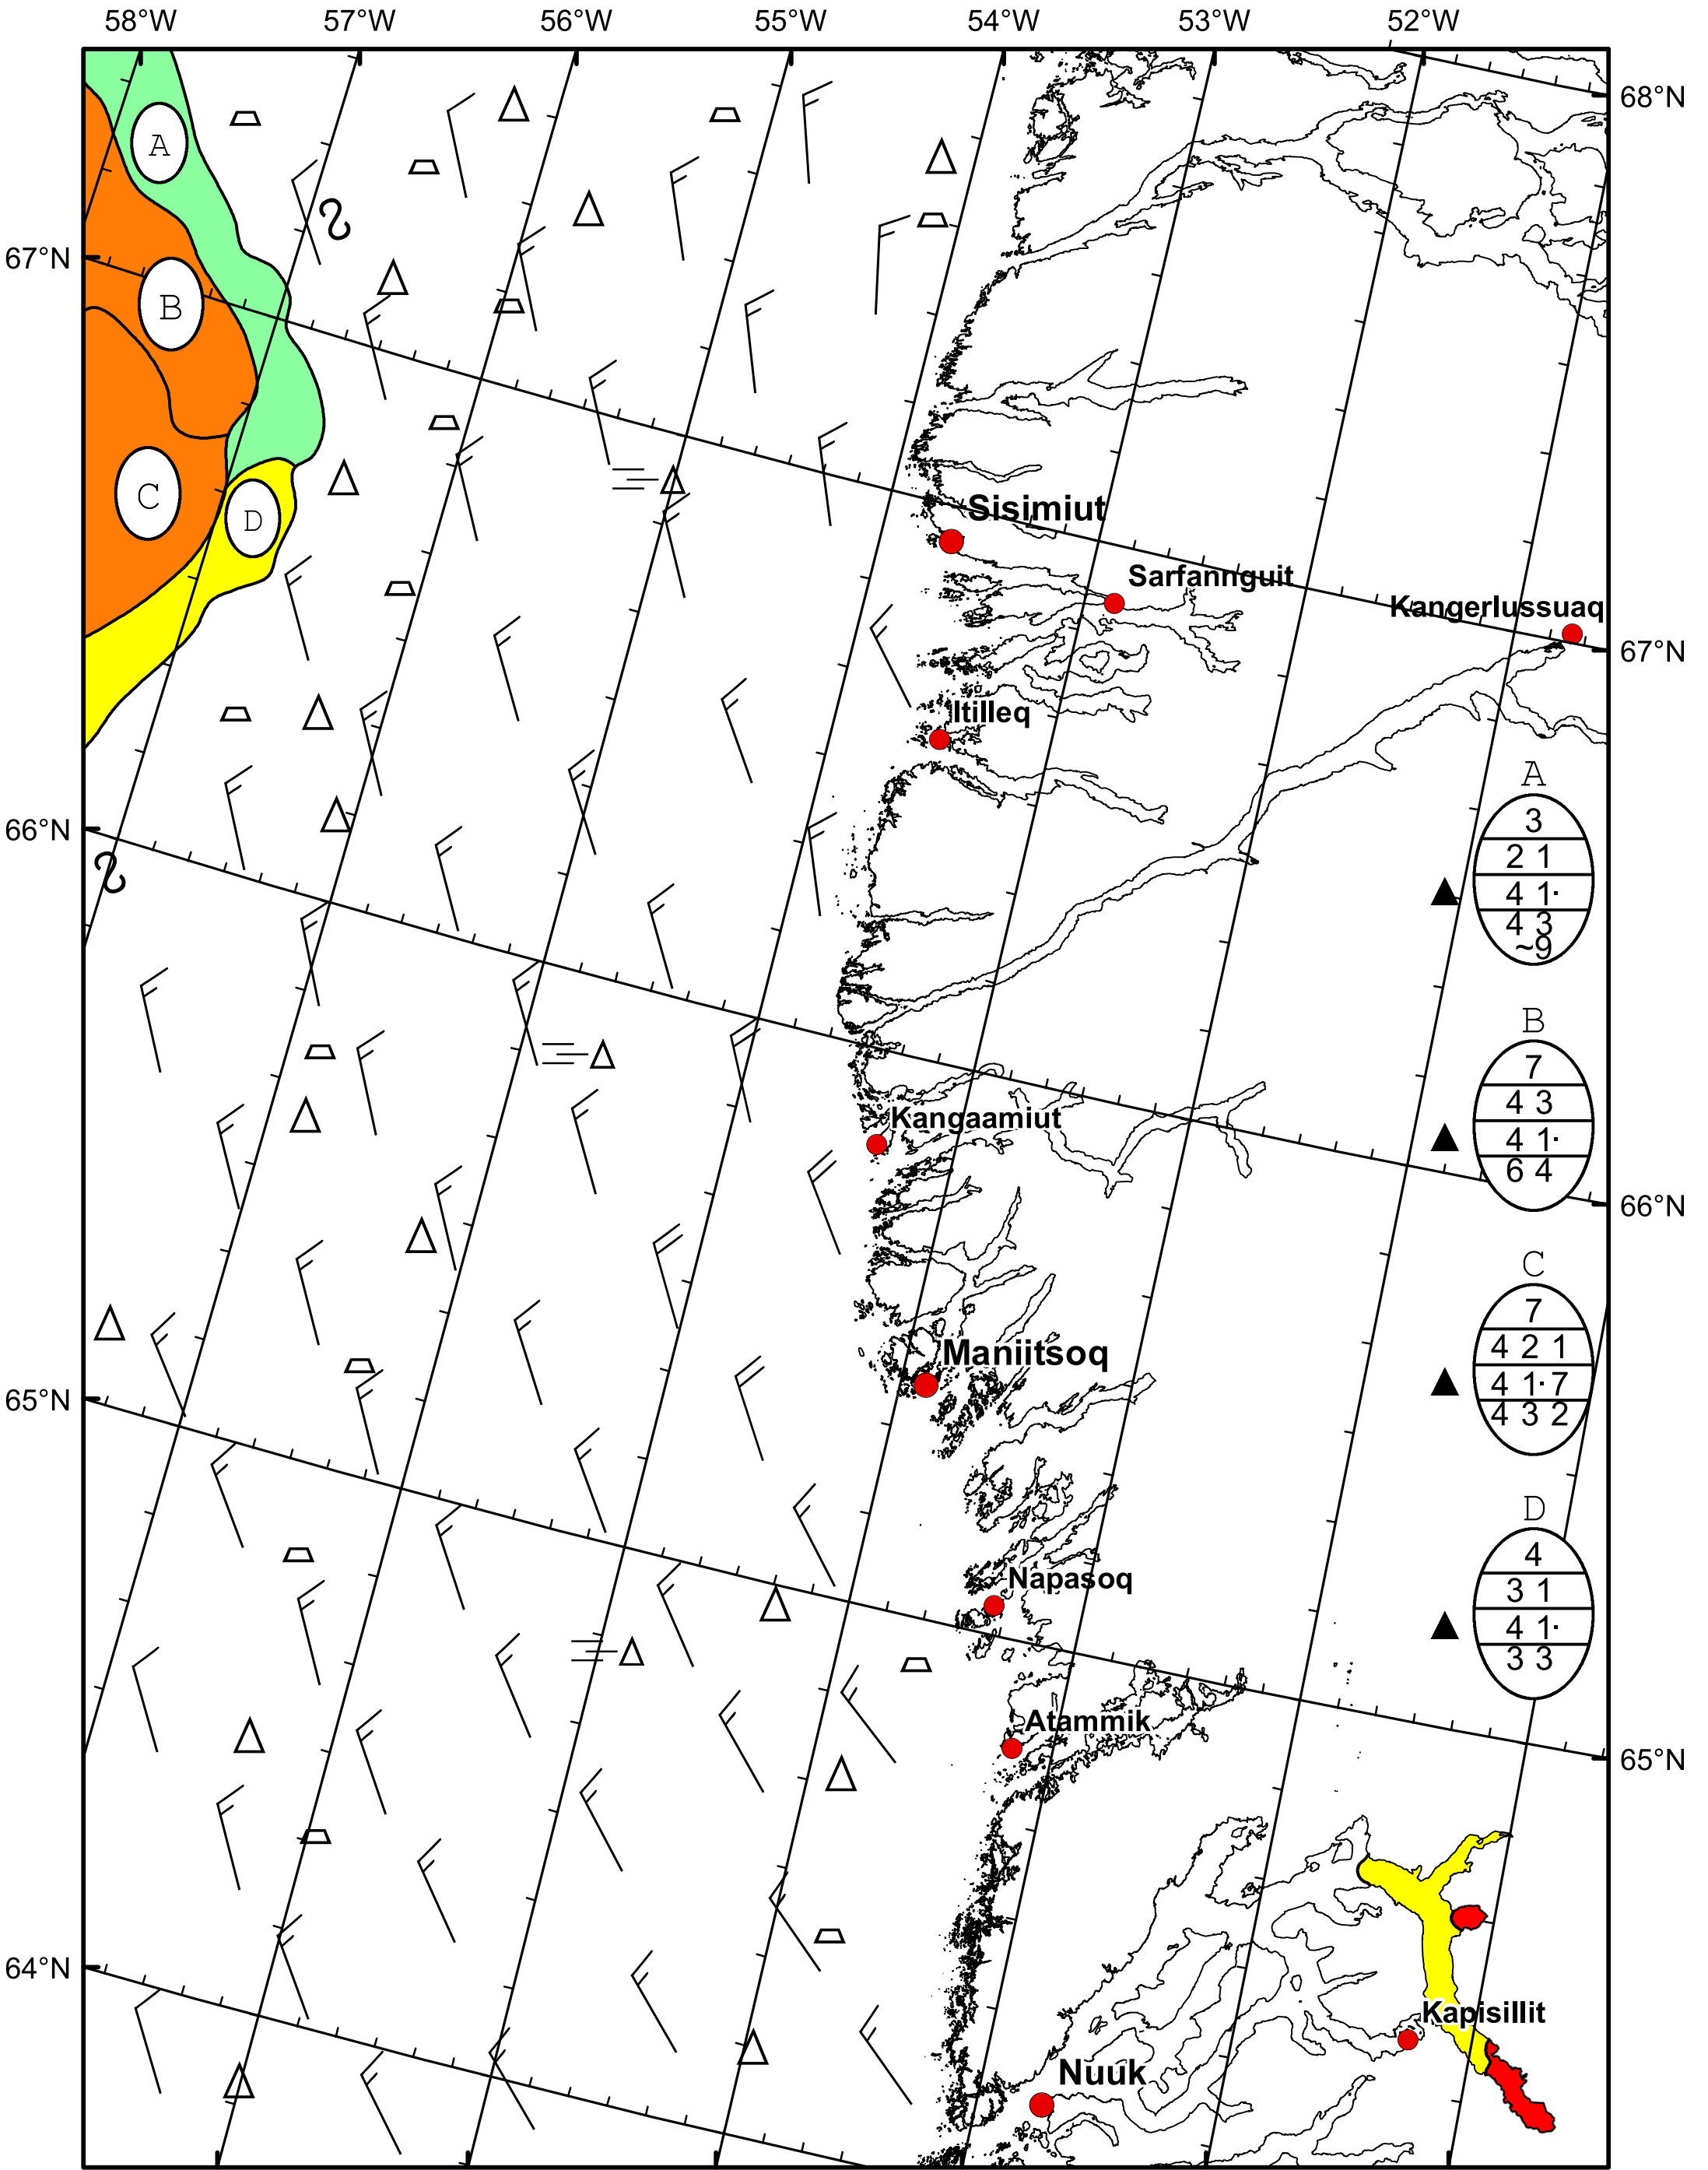 58°W 57°W 56°W 55°W 54°W 53°W 52°W
68°N
A
67°N
B
C
D
Sisimiut
Sarfannguit
Kangerlussuaq
67°N
Itilleq
66°N
A
3
2 1
4 1·
4 3
~9
B
7
4 3
4 1·
6 4
Kangaamiut
66°N
C
7
4 2 1
4 1·7
4 3 2
Maniitsoq
65°N
D
4
3 1
4 1·
3 3
Napasoq
Atammik
65°N
64°N
Kapisillit
Nuuk